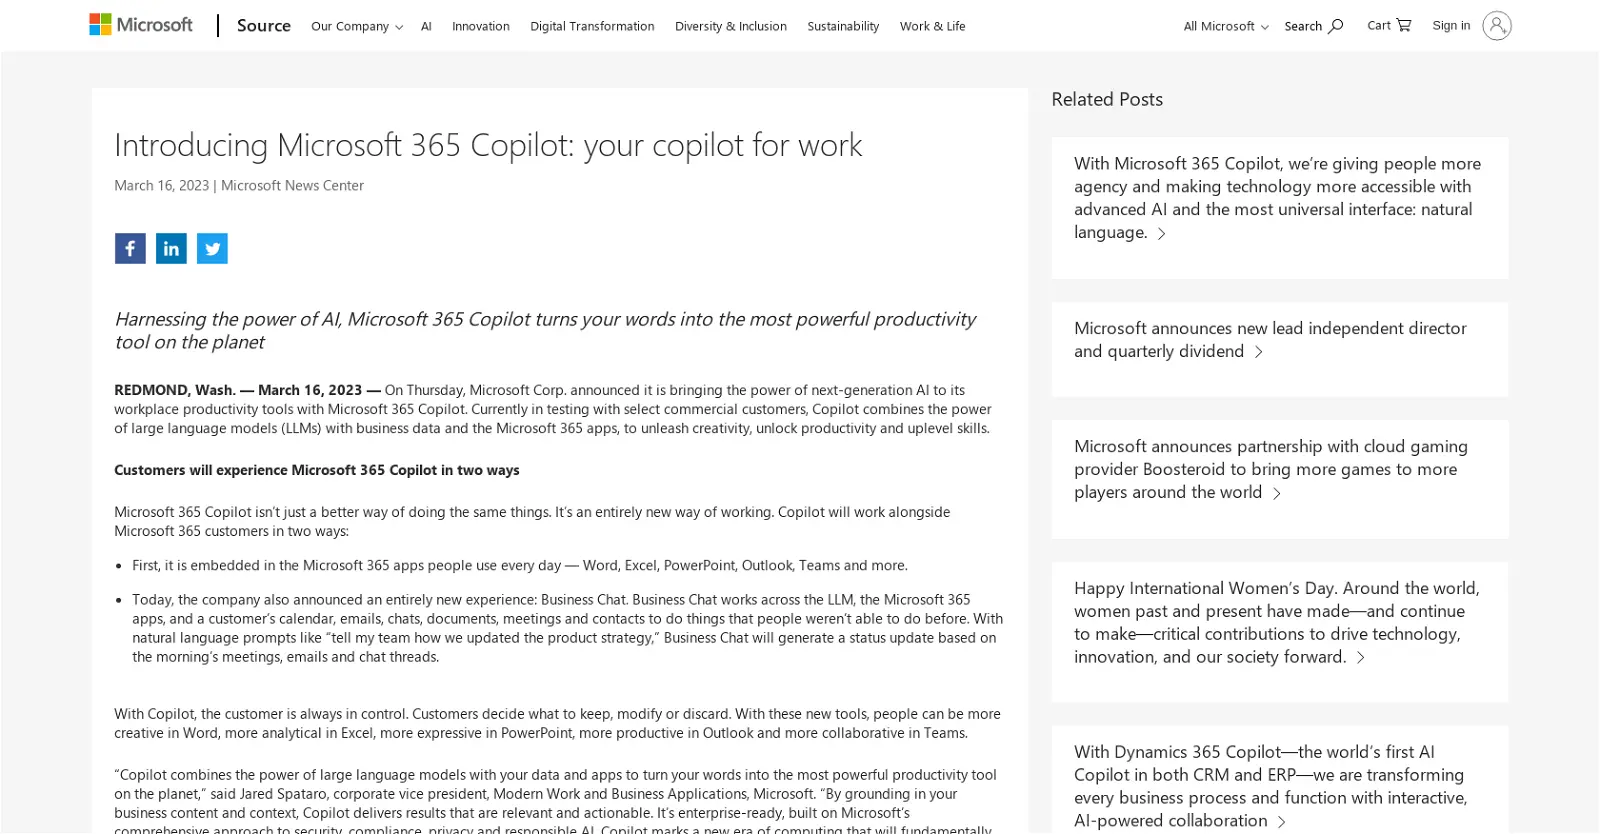 Microsoft
Source
Our Company
AI
Innovation
Digital Transformation
Diversity & Inclusion
Sustainability
Work & Life
All Microsoft
Search
Cart
Sign in
Introducing Microsoft 365 Copilot: your copilot for work
March 16, 2023 | Microsoft News Center
f
in
Harnessing the power of AI, Microsoft 365 Copilot turns your words into the most powerful productivity
tool on the planet
REDMOND, Wash. — March 16, 2023 — On Thursday, Microsoft Corp. announced it is bringing the power of next-generation AI to its
workplace productivity tools with Microsoft 365 Copilot. Currently in testing with select commercial customers, Copilot combines the power
of large language models (LLMs) with business data and the Microsoft 365 apps, to unleash creativity, unlock productivity and uplevel skills.
Customers will experience Microsoft 365 Copilot in two ways
Microsoft 365 Copilot isn’t just a better way of doing the same things. It’s an entirely new way of working. Copilot will work alongside
Microsoft 365 customers in two ways:
• First, it is embedded in the Microsoft 365 apps people use every day — Word, Excel, PowerPoint, Outlook, Teams and more.
• Today, the company also announced an entirely new experience: Business Chat. Business Chat works across the LLM, the Microsoft 365
apps, and a customer’s calendar, emails, chats, documents, meetings and contacts to do things that people weren’t able to do before. With
natural language prompts like “tell my team how we updated the product strategy,” Business Chat will generate a status update based on
the morning’s meetings, emails and chat threads.
With Copilot, the customer is always in control. Customers decide what to keep, modify or discard. With these new tools, people can be more
creative in Word, more analytical in Excel, more expressive in PowerPoint, more productive in Outlook and more collaborative in Teams.
“Copilot combines the power of large language models with your data and apps to turn your words into the most powerful productivity tool
on the planet,” said Jared Spataro, corporate vice president, Modern Work and Business Applications, Microsoft. “By grounding in your
business content and context, Copilot delivers results that are relevant and actionable. It’s enterprise-ready, built on Microsoft’s
comprehensive approach to security, compliance, privacy and responsible AI. Copilot marks a new era of computing that will fundamentally
Related Posts
With Microsoft 365 Copilot, we’re giving people more
agency and making technology more accessible with
advanced AI and the most universal interface: natural
language.
Microsoft announces new lead independent director
and quarterly dividend
Microsoft announces partnership with cloud gaming
provider Boosteroid to bring more games to more
players around the world
Happy International Women’s Day. Around the world,
women past and present have made—and continue
to make—critical contributions to drive technology,
innovation, and our society forward.
With Dynamics 365 Copilot—the world’s first AI
Copilot in both CRM and ERP—we are transforming
every business process and function with interactive,
AI-powered collaboration